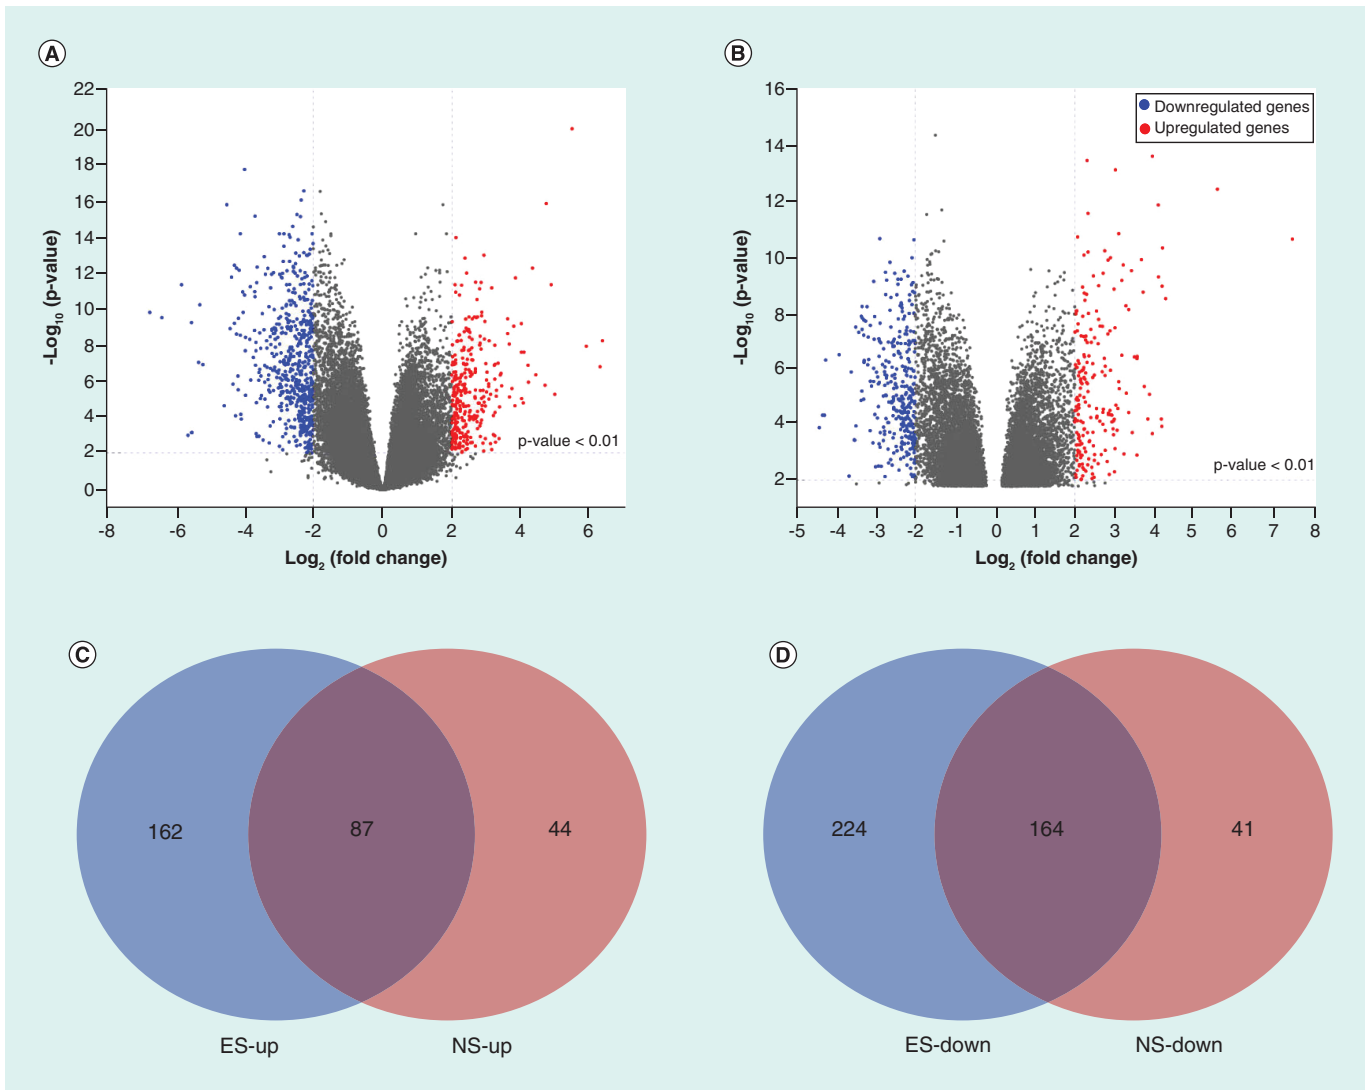 A
22
20
18
16
14
12
10
8
6
4
2
0
-Log10 (p-value)
p-value < 0.01
-8 -6 -4 -2 0 2 4 6
Log2 (fold change)
B
16
14
12
10
8
6
4
2
-Log10 (p-value)
Downregulated genes
Upregulated genes
p-value < 0.01
-5 -4 -3 -2 -1 0 1 2 3 4 5 6 7 8
Log2 (fold change)
C
162 87 44
ES-up NS-up
D
224 164 41
ES-down NS-down